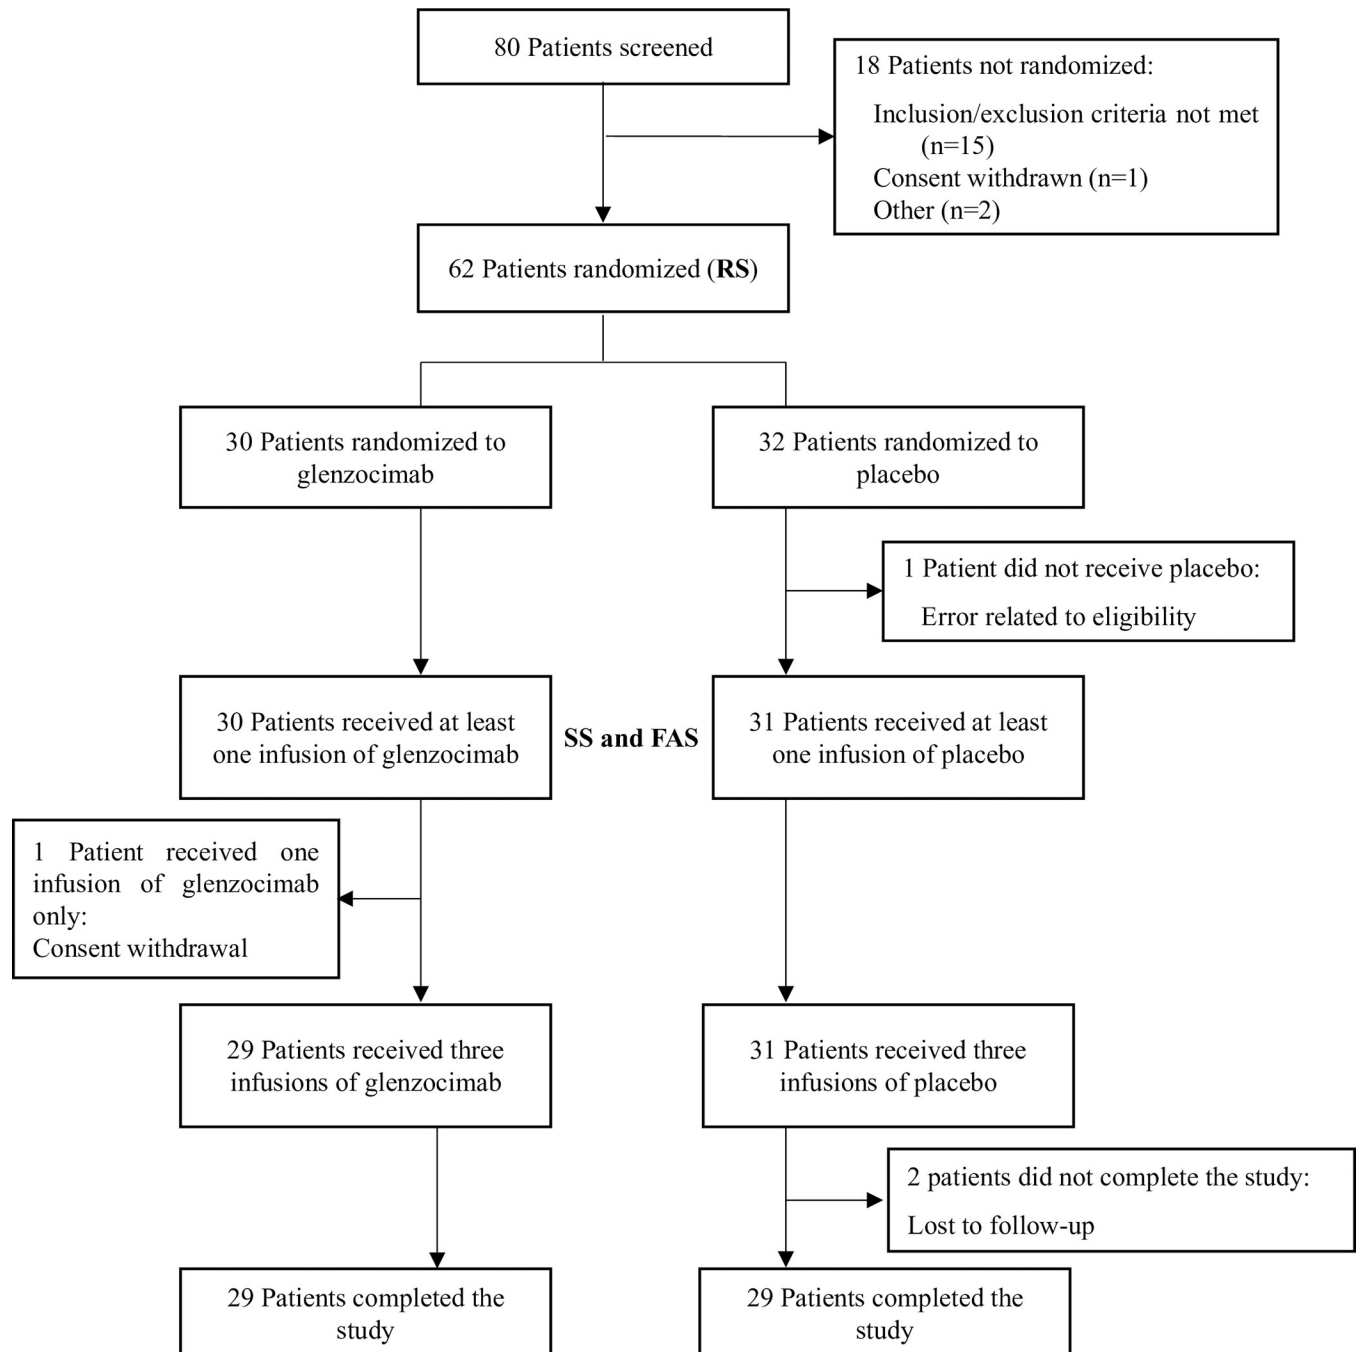 80 Patients screened
18 Patients not randomized:
Inclusion/exclusion criteria not met
(n=15)
Consent withdrawn (n=1)
Other (n=2)
62 Patients randomized (RS)
30 Patients randomized to
glenzocimab
32 Patients randomized to
placebo
1 Patient did not receive placebo:
Error related to eligibility
30 Patients received at least
one infusion of glenzocimab
SS and FAS
31 Patients received at least
one infusion of placebo
1 Patient received one
infusion of glenzocimab
only:
Consent withdrawal
29 Patients received three
infusions of glenzocimab
31 Patients received three
infusions of placebo
2 patients did not complete the study:
Lost to follow-up
29 Patients completed the
study
29 Patients completed the
study